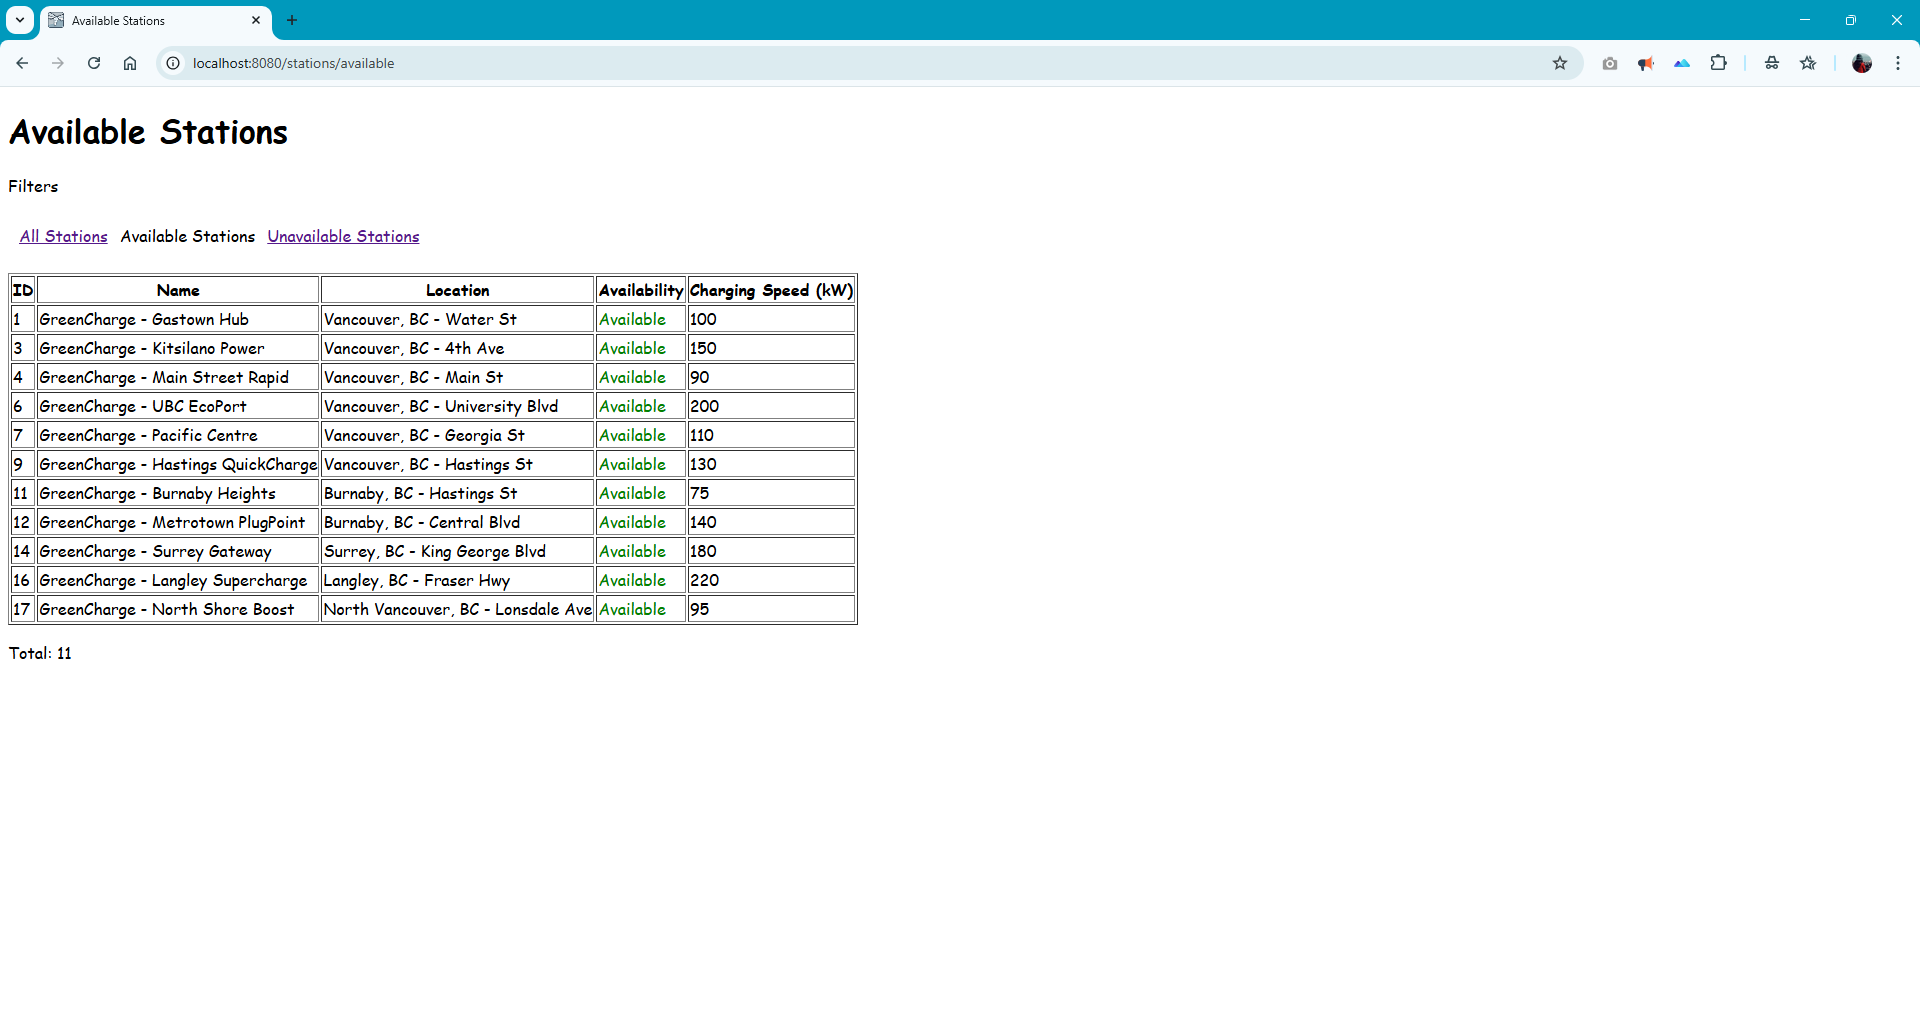 Available Stations
localhost:8080/stations/available
Available Stations
Filters
All Stations Available Stations Unavailable Stations
ID Name Location Availability Charging Speed (kW)
1 GreenCharge - Gastown Hub Vancouver, BC - Water St Available 100
3 GreenCharge - Kitsilano Power Vancouver, BC - 4th Ave Available 150
4 GreenCharge - Main Street Rapid Vancouver, BC - Main St Available 90
6 GreenCharge - UBC EcoPort Vancouver, BC - University Blvd Available 200
7 GreenCharge - Pacific Centre Vancouver, BC - Georgia St Available 110
9 GreenCharge - Hastings QuickCharge Vancouver, BC - Hastings St Available 130
11 GreenCharge - Burnaby Heights Burnaby, BC - Hastings St Available 75
12 GreenCharge - Metrotown PlugPoint Burnaby, BC - Central Blvd Available 140
14 GreenCharge - Surrey Gateway Surrey, BC - King George Blvd Available 180
16 GreenCharge - Langley Supercharge Langley, BC - Fraser Hwy Available 220
17 GreenCharge - North Shore Boost North Vancouver, BC - Lonsdale Ave Available 95
Total: 11